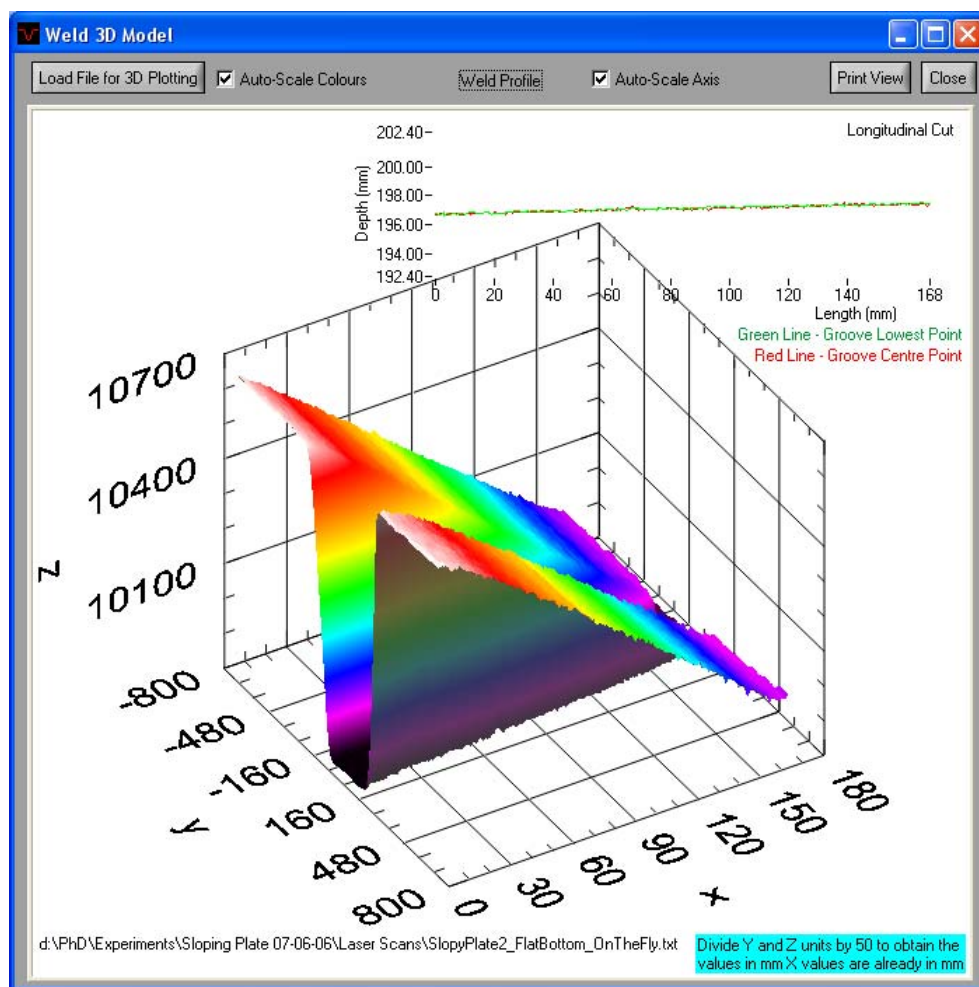 Weld 3D Model
Load File for 3D Plotting Auto-Scale Colours Weld Profile Auto-Scale Axis Print View Close
Longitudinal Cut
202.40
200.00
198.00
196.00
194.00
192.40
Depth (mm)
0 20 40 60 80 100 120 140 168
Length (mm)
Green Line - Groove Lowest Point
Red Line - Groove Centre Point
10700
10400
10100
z
-800
-480
-160
160
480
800
y
0
30
60
90
120
150
180
x
d:\PhD\Experiments\Sloping Plate 07-06-06\Laser Scans\SlopyPlate2_FlatBottom_OnTheFly.txt
Divide Y and Z units by 50 to obtain the
values in mm X values are already in mm